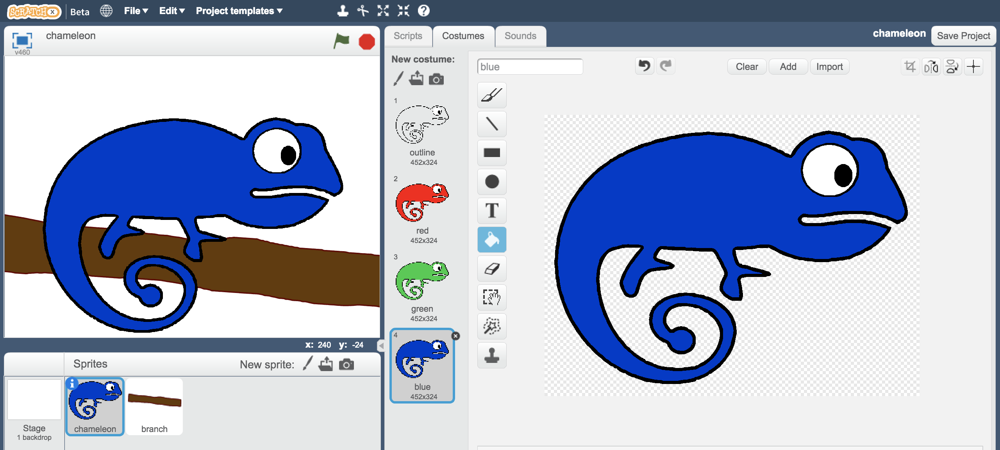 SCRATCHX Beta File Edit Project templates
chameleon
v460
Scripts Costumes Sounds
chameleon Save Project
New costume:
blue
Clear Add Import
1
outline
452x324
2
red
452x324
3
green
452x324
4
blue
452x324
T
x: 240 y: -24
Sprites New sprite:
Stage
1 backdrop
chameleon
branch